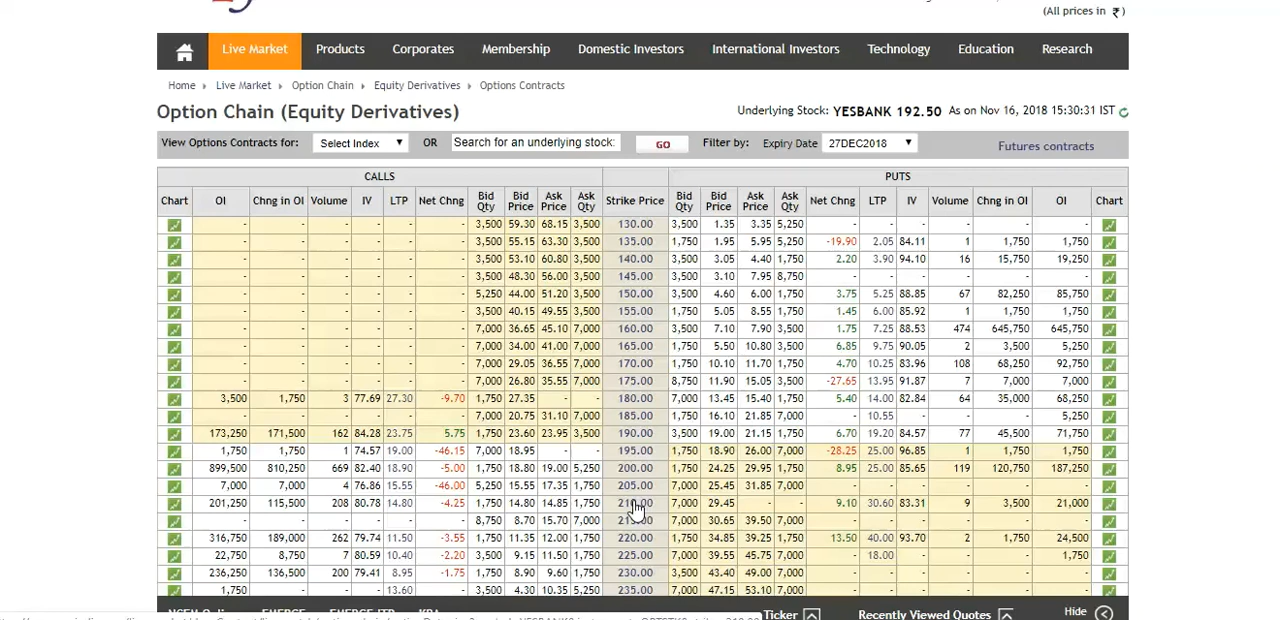 (All prices in ₹)
Live Market Products Corporates Membership Domestic Investors International Investors Technology Education Research
Home Live Market Option Chain Equity Derivatives Options Contracts
Option Chain (Equity Derivatives) Underlying Stock: YESBANK 192.50 As on Nov 16, 2018 15:30:31 IST
View Options Contracts for: Select Index OR Search for an underlying stock: GO Filter by: Expiry Date 27DEC2018 Futures contracts
CALLS PUTS
Chart OI Chng in OI Volume IV LTP Net Chng Bid Qty Bid Price Ask Price Ask Qty Strike Price Bid Qty Bid Price Ask Price Ask Qty Net Chng LTP IV Volume Chng in OI OI Chart
- - - - - - 3,500 59.30 68.15 3,500 130.00 3,500 1.35 3.35 5,250 - - - - - -
- - - - - - 3,500 55.15 63.30 3,500 135.00 1,750 1.95 5.95 5,250 -19.90 2.05 84.11 1 1,750 1,750
- - - - - - 3,500 53.10 60.80 3,500 140.00 3,500 3.05 4.40 1,750 2.20 3.90 94.10 16 15,750 19,250
- - - - - - 3,500 48.30 56.00 3,500 145.00 3,500 3.10 7.95 8,750 - - - - - -
- - - - - - 5,250 44.00 51.20 3,500 150.00 3,500 4.60 6.00 1,750 3.75 5.25 88.85 67 82,250 85,750
- - - - - - 3,500 40.15 49.55 3,500 155.00 1,750 5.05 8.55 1,750 1.45 6.00 85.92 1 1,750 1,750
- - - - - - 7,000 36.65 45.10 7,000 160.00 3,500 7.10 7.90 3,500 1.75 7.25 88.53 474 645,750 645,750
- - - - - - 7,000 34.00 41.00 7,000 165.00 1,750 5.50 10.80 3,500 6.85 9.75 90.05 2 3,500 5,250
- - - - - - 7,000 29.05 36.55 7,000 170.00 1,750 10.10 11.70 1,750 4.70 10.25 83.96 108 68,250 92,750
- - - - - - 7,000 26.80 35.55 7,000 175.00 8,750 11.90 15.05 3,500 -27.65 13.95 91.87 7 7,000 7,000
3,500 1,750 3 77.69 27.30 -9.70 1,750 27.35 - - 180.00 7,000 13.45 15.40 1,750 5.40 14.00 82.84 64 35,000 68,250
- - - - - - 7,000 20.75 31.10 7,000 185.00 1,750 16.10 21.85 7,000 - 10.55 - - - 5,250
173,250 171,500 162 84.28 23.75 5.75 1,750 23.60 23.95 3,500 190.00 3,500 19.00 21.15 1,750 6.70 19.20 84.57 77 45,500 71,750
1,750 1,750 1 74.57 19.00 -46.15 7,000 18.95 - - 195.00 1,750 18.90 26.00 7,000 -28.25 25.00 96.85 1 1,750 1,750
899,500 810,250 669 82.40 18.90 -5.00 1,750 18.80 19.00 5,250 200.00 1,750 24.25 29.95 1,750 8.95 25.00 85.65 119 120,750 187,250
7,000 7,000 4 76.86 15.55 -46.00 5,250 15.55 17.35 1,750 205.00 7,000 25.45 31.85 7,000 - - - - - -
201,250 115,500 208 80.78 14.80 -4.25 1,750 14.80 14.85 1,750 7,000 29.45 - - 9.10 30.60 83.31 9 3,500 21,000
- - - - - - 8,750 8.70 15.70 7,000 7,000 30.65 39.50 7,000 - - - - - -
316,750 189,000 262 79.74 11.50 -3.55 1,750 11.35 12.00 1,750 220.00 1,750 34.85 39.25 1,750 13.50 40.00 93.70 2 1,750 24,500
22,750 8,750 7 80.59 10.40 -2.20 3,500 9.15 11.50 1,750 225.00 7,000 39.55 45.75 7,000 - 18.00 - - - 1,750
236,250 136,500 200 79.41 8.95 -1.75 1,750 8.90 9.60 1,750 230.00 3,500 43.40 49.00 7,000 - - - - - -
1,750 - - - 13.60 - 3,500 4.30 10.35 5,250 235.00 7,000 47.15 53.10 7,000 - - - - - -
Ticker Recently Viewed Quotes Hide